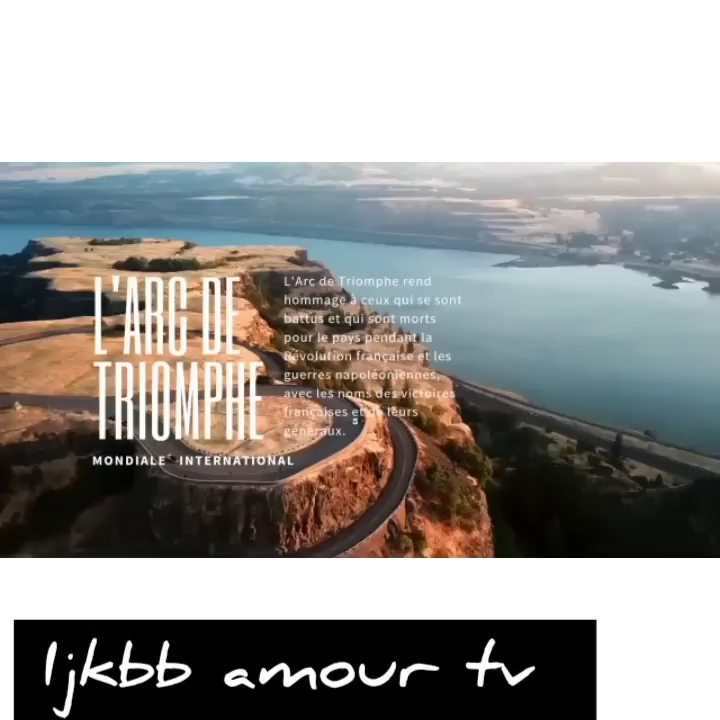 L'ARC DE
TRIOMPHE
MONDIALE INTERNATIONAL
L'Arc de Triomphe rend
hommage à ceux qui se sont
battus et qui sont morts
pour le pays pendant la
Révolution française et les
guerres napoléoniennes,
avec les noms des victoires
françaises et de leurs
généraux.
ljkbb amour tv